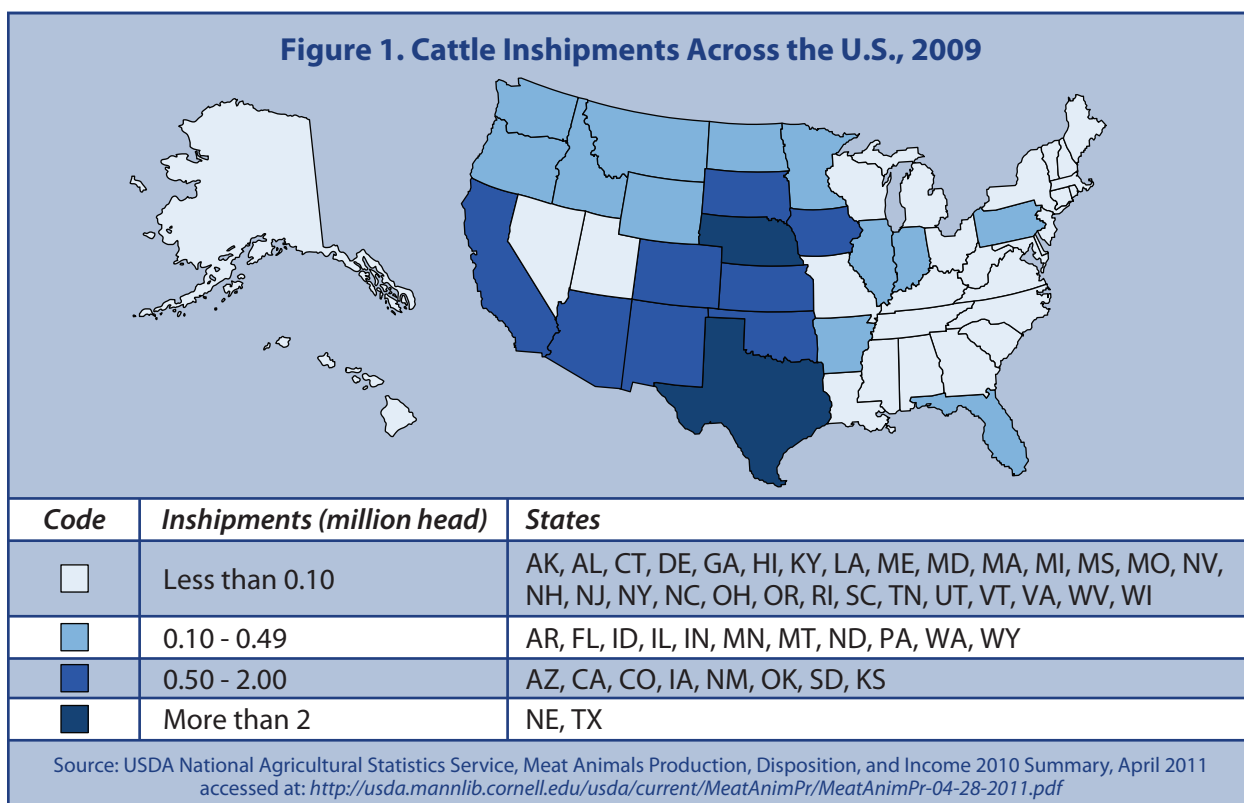 Figure 1. Cattle Inshipments Across the U.S., 2009
Code Inshipments (million head) States
Less than 0.10 AK, AL, CT, DE, GA, HI, KY, LA, ME, MD, MA, MI, MS, MO, NV,
NH, NJ, NY, NC, OH, OR, RI, SC, TN, UT, VT, VA, WV, WI
0.10 - 0.49 AR, FL, ID, IL, IN, MN, MT, ND, PA, WA, WY
0.50 - 2.00 AZ, CA, CO, IA, NM, OK, SD, KS
More than 2 NE, TX
Source: USDA National Agricultural Statistics Service, Meat Animals Production, Disposition, and Income 2010 Summary, April 2011
accessed at: http://usda.mannlib.cornell.edu/usda/current/MeatAnimPr/MeatAnimPr-04-28-2011.pdf